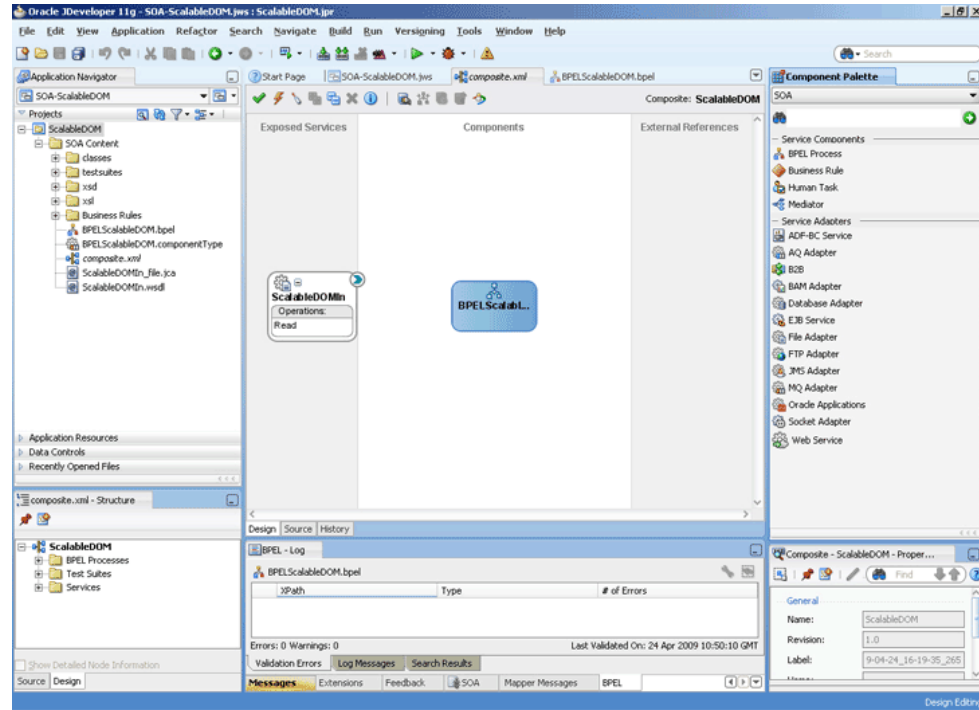 Oracle JDeveloper 11g - SOA-ScalableDOM.jws : ScalableDOM.jpr
File Edit View Application Refactor Search Navigate Build Run Versioning Tools Window Help
Search
Application Navigator
SOA-ScalableDOM
Projects
ScalableDOM
SOA Content
classes
testsuites
xsd
xsl
Business Rules
BPELScalableDOM.bpel
BPELScalableDOM.componentType
composite.xml
ScalableDOMIn_file.jca
ScalableDOMIn.wsdl
Application Resources
Data Controls
Recently Opened Files
composite.xml - Structure
ScalableDOM
BPEL Processes
Test Suites
Services
Show Detailed Node Information
Source Design
Start Page SOA-ScalableDOM.jws composite.xml BPELScalableDOM.bpel
Composite: ScalableDOM
Exposed Services Components External References
ScalableDOMIn
Operations:
Read
BPELScalabl..
Design Source History
BPEL - Log
BPELScalableDOM.bpel
XPath Type # of Errors
Errors: 0 Warnings: 0 Last Validated On: 24 Apr 2009 10:50:10 GMT
Validation Errors Log Messages Search Results
Messages Extensions Feedback SOA Mapper Messages BPEL
Component Palette
SOA
Service Components
BPEL Process
Business Rule
Human Task
Mediator
Service Adapters
ADF-BC Service
AQ Adapter
B2B
BAM Adapter
Database Adapter
EJB Service
File Adapter
FTP Adapter
JMS Adapter
MQ Adapter
Oracle Applications
Socket Adapter
Web Service
Composite - ScalableDOM - Proper...
Find
General
Name: ScalableDOM
Revision: 1.0
Label: 9-04-24_16-19-35_265
Design Editing